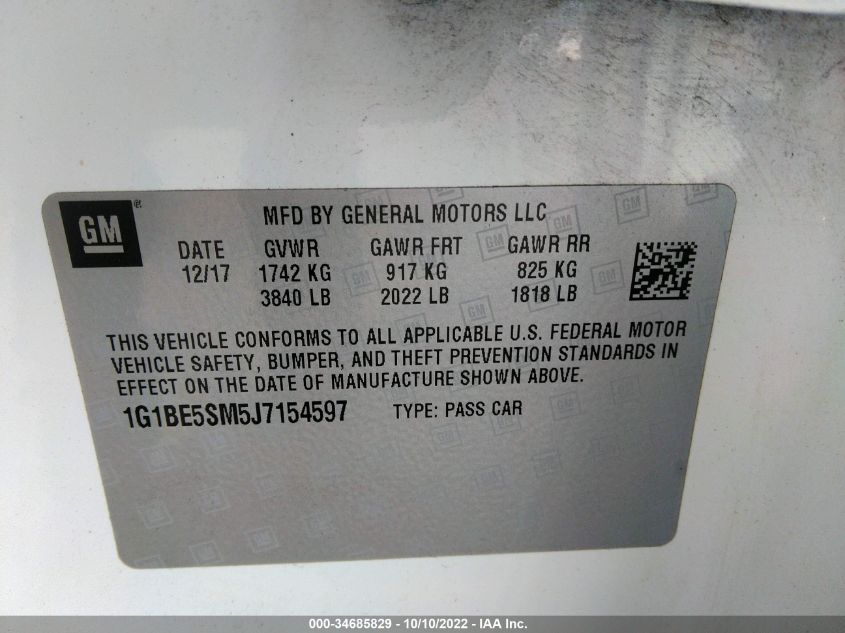 GM
MFD BY GENERAL MOTORS LLC
DATE GVWR GAWR FRT GAWR RR
12/17 1742 KG 917 KG 825 KG
3840 LB 2022 LB 1818 LB
THIS VEHICLE CONFORMS TO ALL APPLICABLE U.S. FEDERAL MOTOR
VEHICLE SAFETY, BUMPER, AND THEFT PREVENTION STANDARDS IN
EFFECT ON THE DATE OF MANUFACTURE SHOWN ABOVE.
1G1BE5SM5J7154597 TYPE: PASS CAR
000-34685829 - 10/10/2022 - IAA Inc.